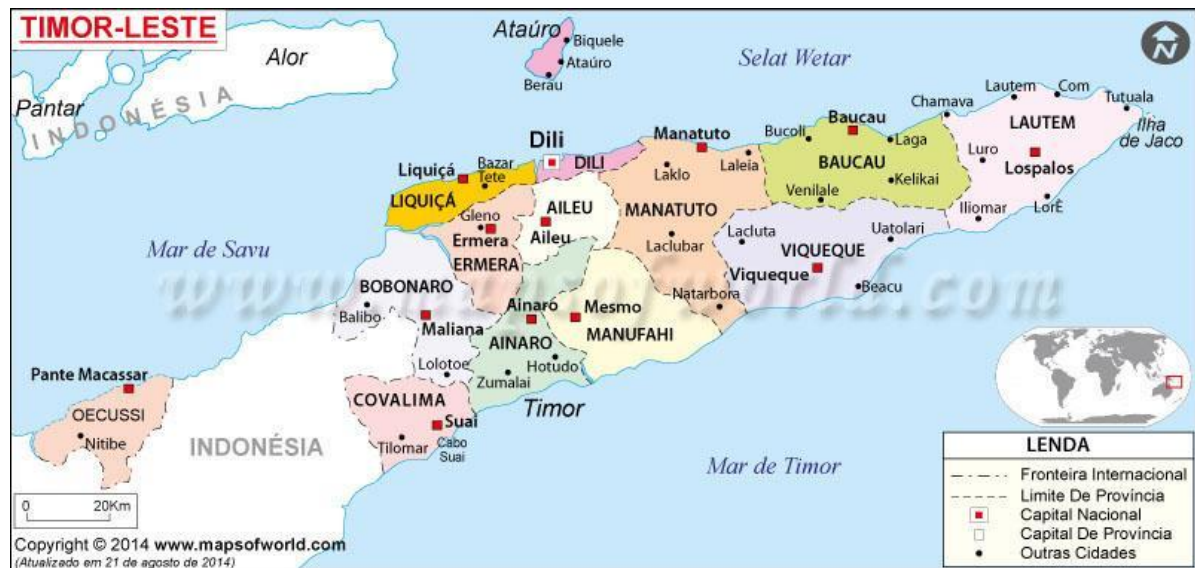 TIMOR-LESTE
Ataúro
Biquele
Ataúro
Berau
Alor
Pantar
INDONÉSIA
Selat Wetar
N
Lautem
Com
Tutuala
Chamava
Ilha
de Jaco
LAUTEM
Luro
Lospalos
Iliomar
LorÊ
Baucau
Bucoli
Laga
BAUCAU
Kelikai
Venilale
Manatuto
Laleia
Laklo
MANATUTO
Laclubar
Natarbora
Dili
DILI
Liquiçá
Bazar
Tete
LIQUIÇÁ
AILEU
Aileu
Gleno
Ermera
ERMERA
Lacluta
Uatolari
VIQUEQUE
Viqueque
Beacu
Mar de Savu
BOBONARO
Balibo
Maliana
Lolotoe
Ainaro
AINARO
Hotudo
Zumalai
Mesmo
MANUFAHI
www.mapsofworld.com
Pante Macassar
OECUSSI
Nitibe
INDONÉSIA
COVALIMA
Suai
Tilomar
Cabo
Suai
Timor
Mar de Timor
LENDA
Fronteira Internacional
Limite De Província
Capital Nacional
Capital De Província
Outras Cidades
0 20Km
Copyright © 2014 www.mapsofworld.com
(Atualizado em 21 de agosto de 2014)